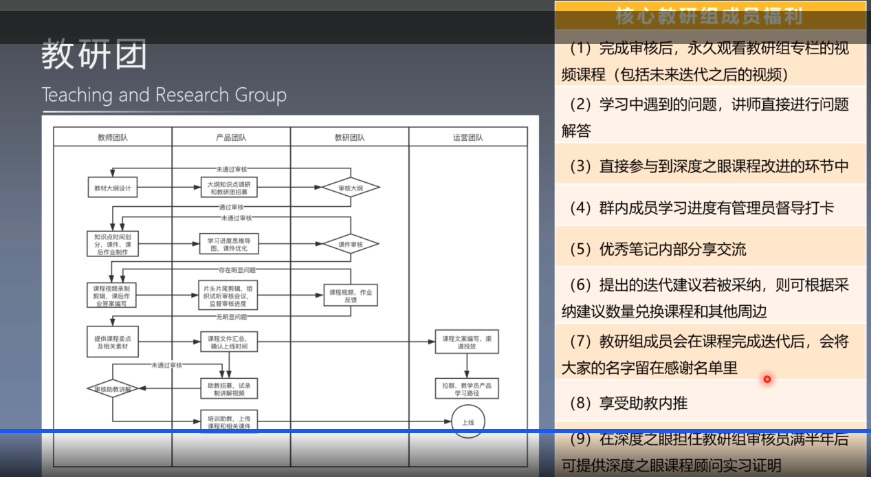 教研团
Teaching and Research Group
教师团队
产品团队
教研团队
运营团队
未通过审核
教材大纲设计
大纲知识点调研
和教研团招募
审核大纲
通过审核
未通过审核
知识点时间划
分、课件、课
后作业制作
学习进度思维导
图、课件优化
课件审核
存在明显问题
课程视频录制
剪辑、课后作
业答案编写
片头片尾剪辑、组
织试听审核会议、
监督审核进度
课程视频、作业
反馈
无明显问题
提供课程卖点
及相关素材
课程文件汇总、
确认上线时间
课程文案编写、渠
道投放
未通过审核
审核助教讲解
助教招募、试录
制讲解视频
拉群、教学员产品
学习路径
培训助教、上传
课程和相关课件
上线
核心教研组成员福利
（1）完成审核后，永久观看教研组专栏的视
频课程（包括未来迭代之后的视频）
（2）学习中遇到的问题，讲师直接进行问题
解答
（3）直接参与到深度之眼课程改进的环节中
（4）群内成员学习进度有管理员督导打卡
（5）优秀笔记内部分享交流
（6）提出的迭代建议若被采纳，则可根据采
纳建议数量兑换课程和其他周边
（7）教研组成员会在课程完成迭代后，会将
大家的名字留在感谢名单里
（8）享受助教内推
（9）在深度之眼担任教研组审核员满半年后
可提供深度之眼课程顾问实习证明